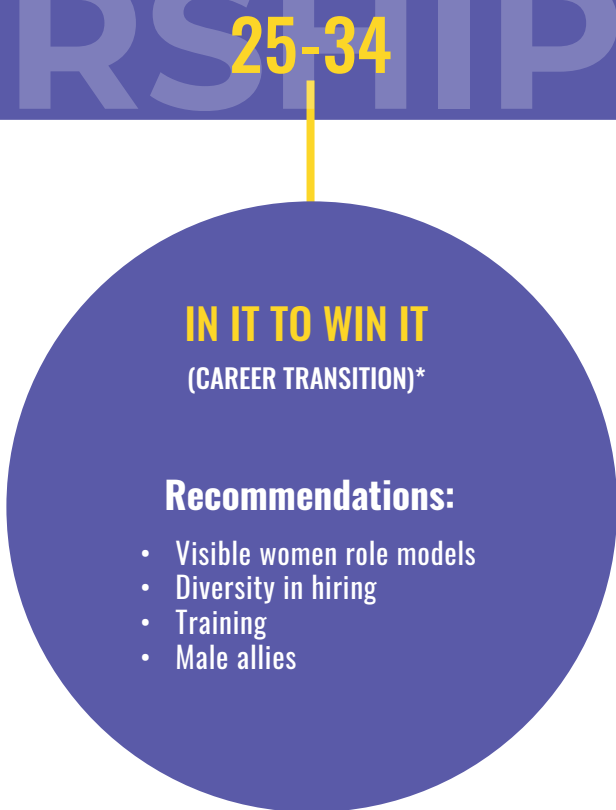 RSHIP
25-34
IN IT TO WIN IT
(CAREER TRANSITION)*
Recommendations:
• Visible women role models
• Diversity in hiring
• Training
• Male allies